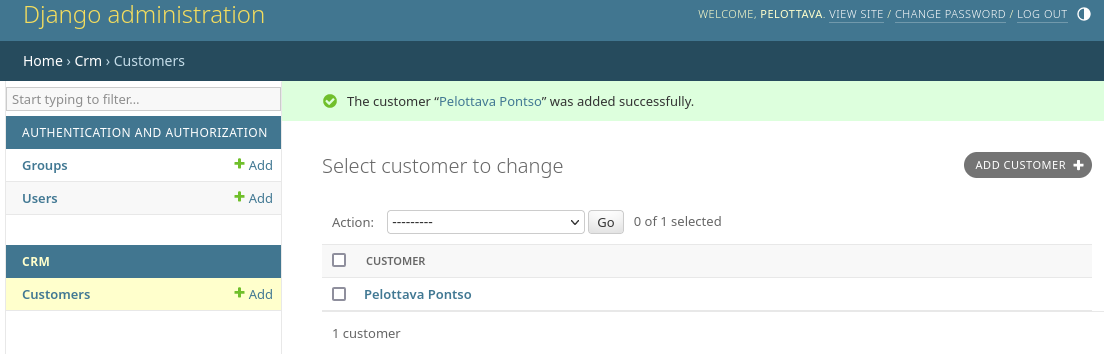 Django administration
WELCOME, PELOTTAVA. VIEW SITE / CHANGE PASSWORD / LOG OUT
Home › Crm › Customers
Start typing to filter...
AUTHENTICATION AND AUTHORIZATION
Groups Add
Users Add
CRM
Customers Add
The customer “Pelottava Pontso” was added successfully.
Select customer to change
ADD CUSTOMER
Action: --------- Go 0 of 1 selected
CUSTOMER
Pelottava Pontso
1 customer